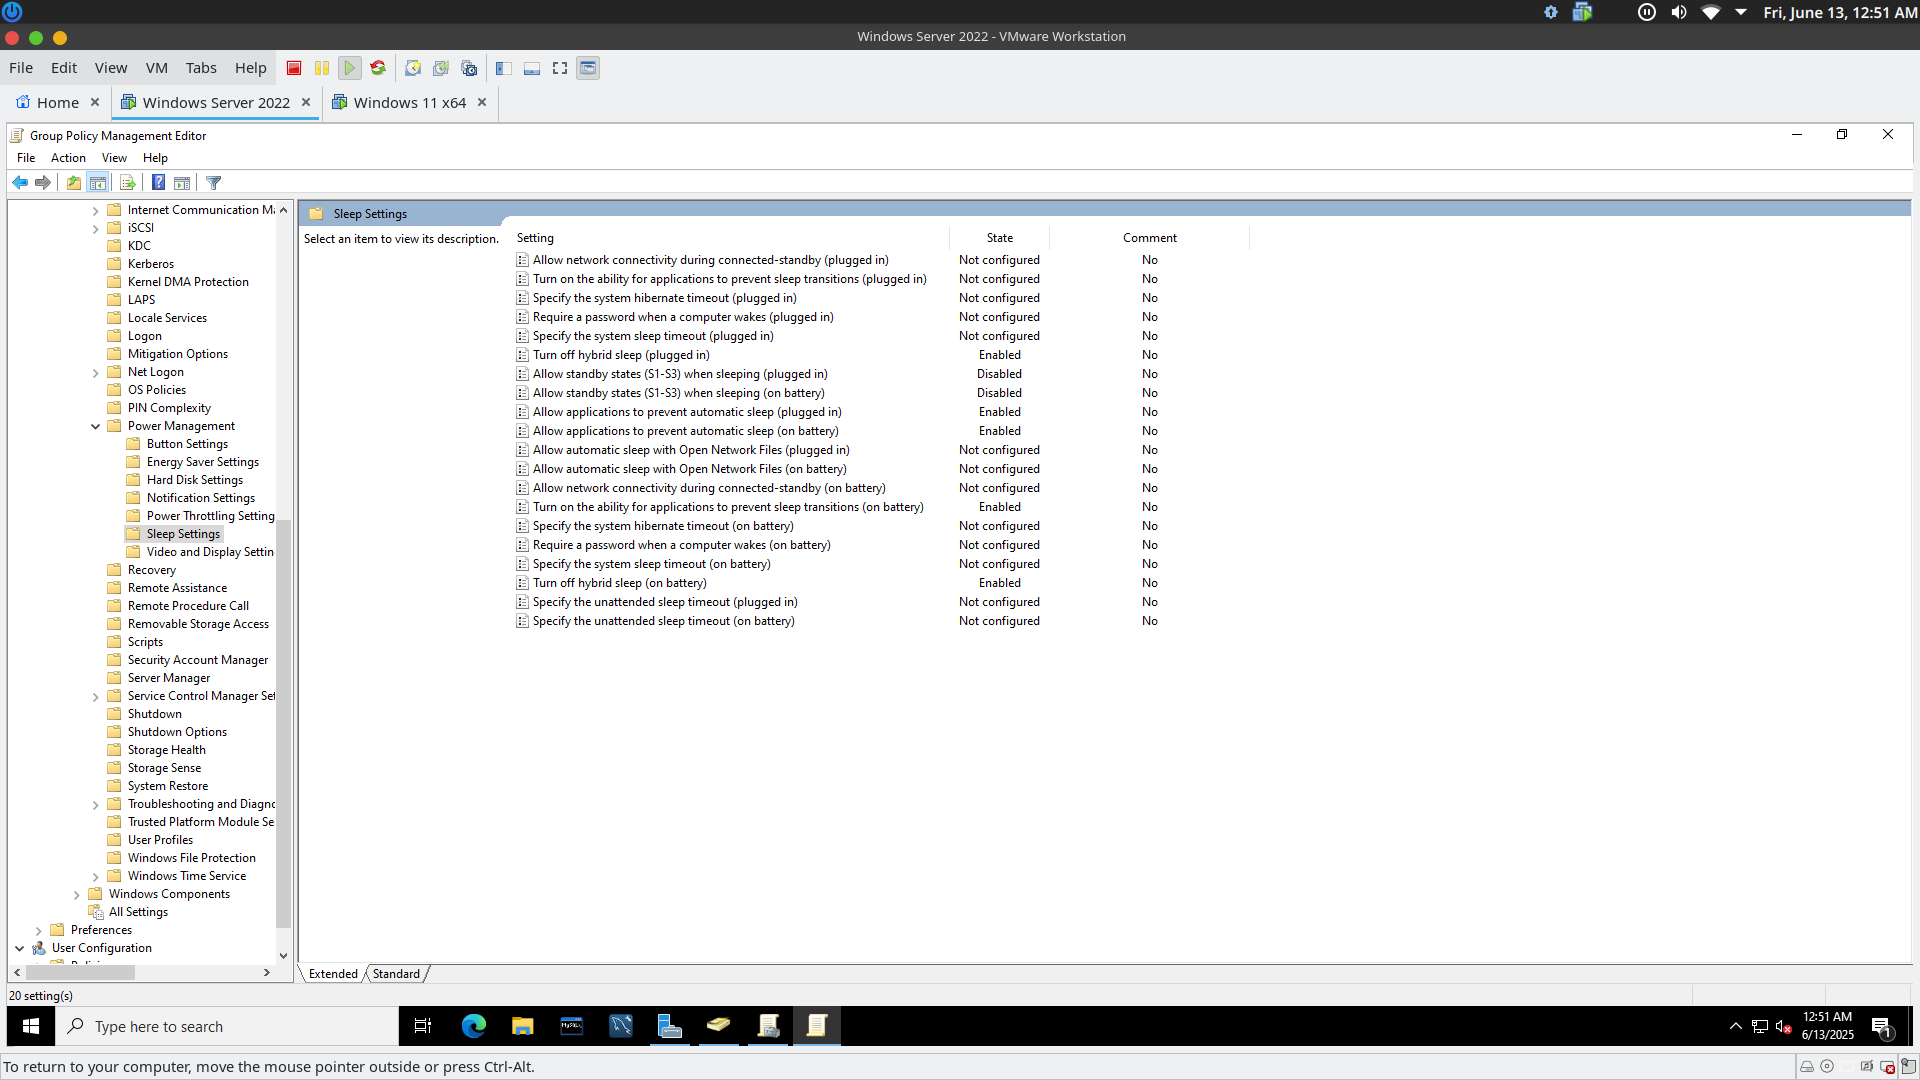 Fri, June 13, 12:51 AM
Windows Server 2022 - VMware Workstation
File Edit View VM Tabs Help
Home Windows Server 2022 Windows 11 x64
Group Policy Management Editor
File Action View Help
Internet Communication Ma
iSCSI
KDC
Kerberos
Kernel DMA Protection
LAPS
Locale Services
Logon
Mitigation Options
Net Logon
OS Policies
PIN Complexity
Power Management
Button Settings
Energy Saver Settings
Hard Disk Settings
Notification Settings
Power Throttling Setting
Sleep Settings
Video and Display Settin
Recovery
Remote Assistance
Remote Procedure Call
Removable Storage Access
Scripts
Security Account Manager
Server Manager
Service Control Manager Set
Shutdown
Shutdown Options
Storage Health
Storage Sense
System Restore
Troubleshooting and Diagno
Trusted Platform Module Se
User Profiles
Windows File Protection
Windows Time Service
Windows Components
All Settings
Preferences
User Configuration
Sleep Settings
Select an item to view its description.
Setting State Comment
Allow network connectivity during connected-standby (plugged in) Not configured No
Turn on the ability for applications to prevent sleep transitions (plugged in) Not configured No
Specify the system hibernate timeout (plugged in) Not configured No
Require a password when a computer wakes (plugged in) Not configured No
Specify the system sleep timeout (plugged in) Not configured No
Turn off hybrid sleep (plugged in) Enabled No
Allow standby states (S1-S3) when sleeping (plugged in) Disabled No
Allow standby states (S1-S3) when sleeping (on battery) Disabled No
Allow applications to prevent automatic sleep (plugged in) Enabled No
Allow applications to prevent automatic sleep (on battery) Enabled No
Allow automatic sleep with Open Network Files (plugged in) Not configured No
Allow automatic sleep with Open Network Files (on battery) Not configured No
Allow network connectivity during connected-standby (on battery) Not configured No
Turn on the ability for applications to prevent sleep transitions (on battery) Enabled No
Specify the system hibernate timeout (on battery) Not configured No
Require a password when a computer wakes (on battery) Not configured No
Specify the system sleep timeout (on battery) Not configured No
Turn off hybrid sleep (on battery) Enabled No
Specify the unattended sleep timeout (plugged in) Not configured No
Specify the unattended sleep timeout (on battery) Not configured No
Extended Standard
20 setting(s)
Type here to search
MySQL
12:51 AM
6/13/2025
1
To return to your computer, move the mouse pointer outside or press Ctrl-Alt.